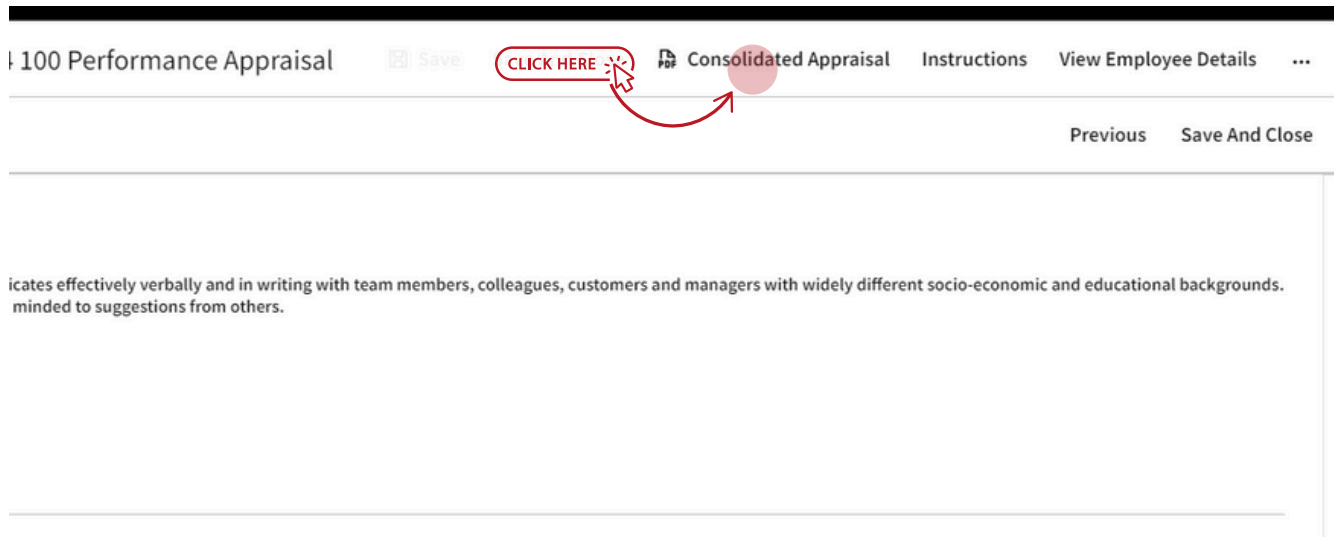 4 100 Performance Appraisal Save CLICK HERE PDF Consolidated Appraisal Instructions View Employee Details ...
Previous Save And Close
icates effectively verbally and in writing with team members, colleagues, customers and managers with widely different socio-economic and educational backgrounds.
minded to suggestions from others.